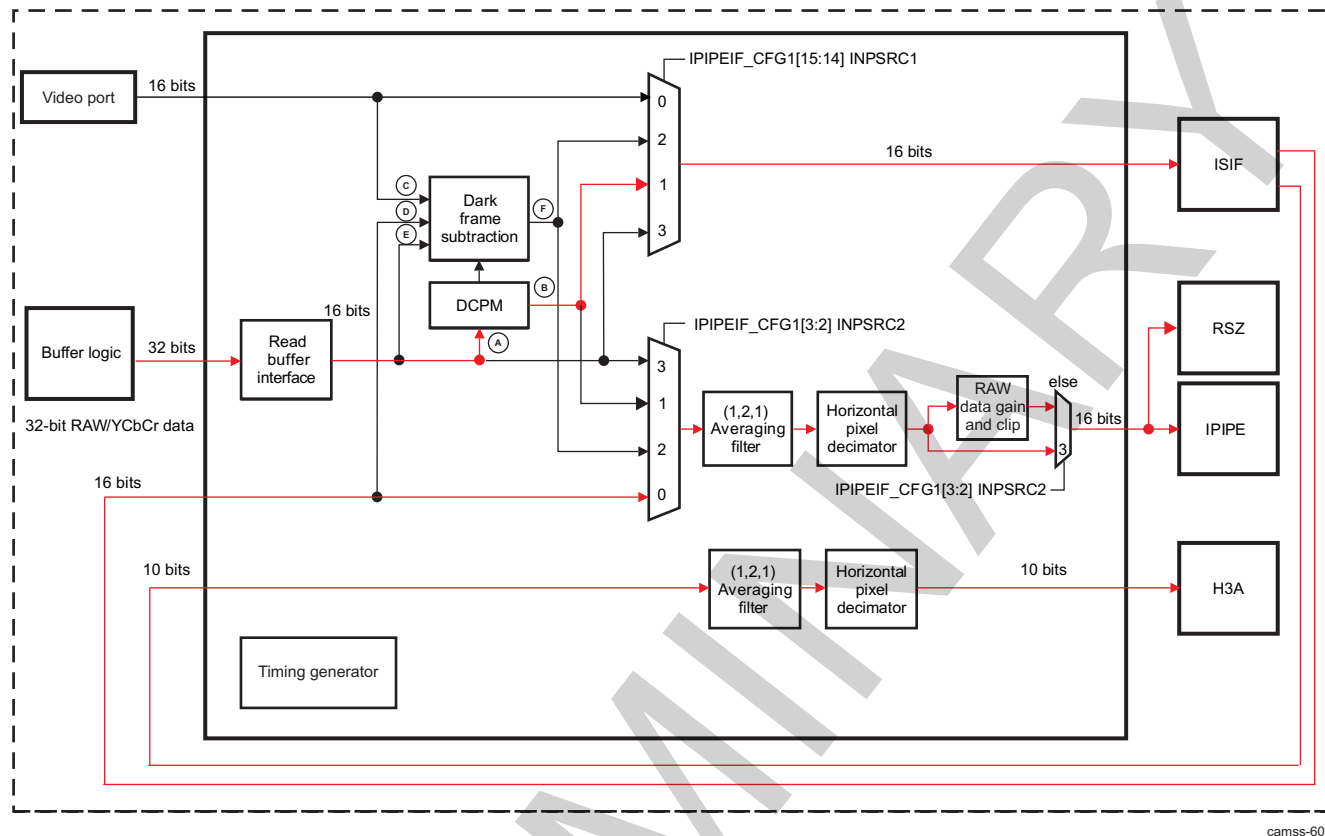 IPIPEIF_CFG1[15:14] INPSRC1
Video port
16 bits
0
2
1
3
16 bits
ISIF
C
D
E
Dark
frame
subtraction
F
DCPM
B
A
Buffer logic
32 bits
32-bit RAW/YCbCr data
Read
buffer
interface
16 bits
IPIPEIF_CFG1[3:2] INPSRC2
3
1
2
0
(1,2,1)
Averaging
filter
Horizontal
pixel
decimator
RAW
data gain
and clip
else
3
16 bits
IPIPEIF_CFG1[3:2] INPSRC2
RSZ
IPIPE
16 bits
10 bits
(1,2,1)
Averaging
filter
Horizontal
pixel
decimator
10 bits
H3A
Timing generator
camss-60